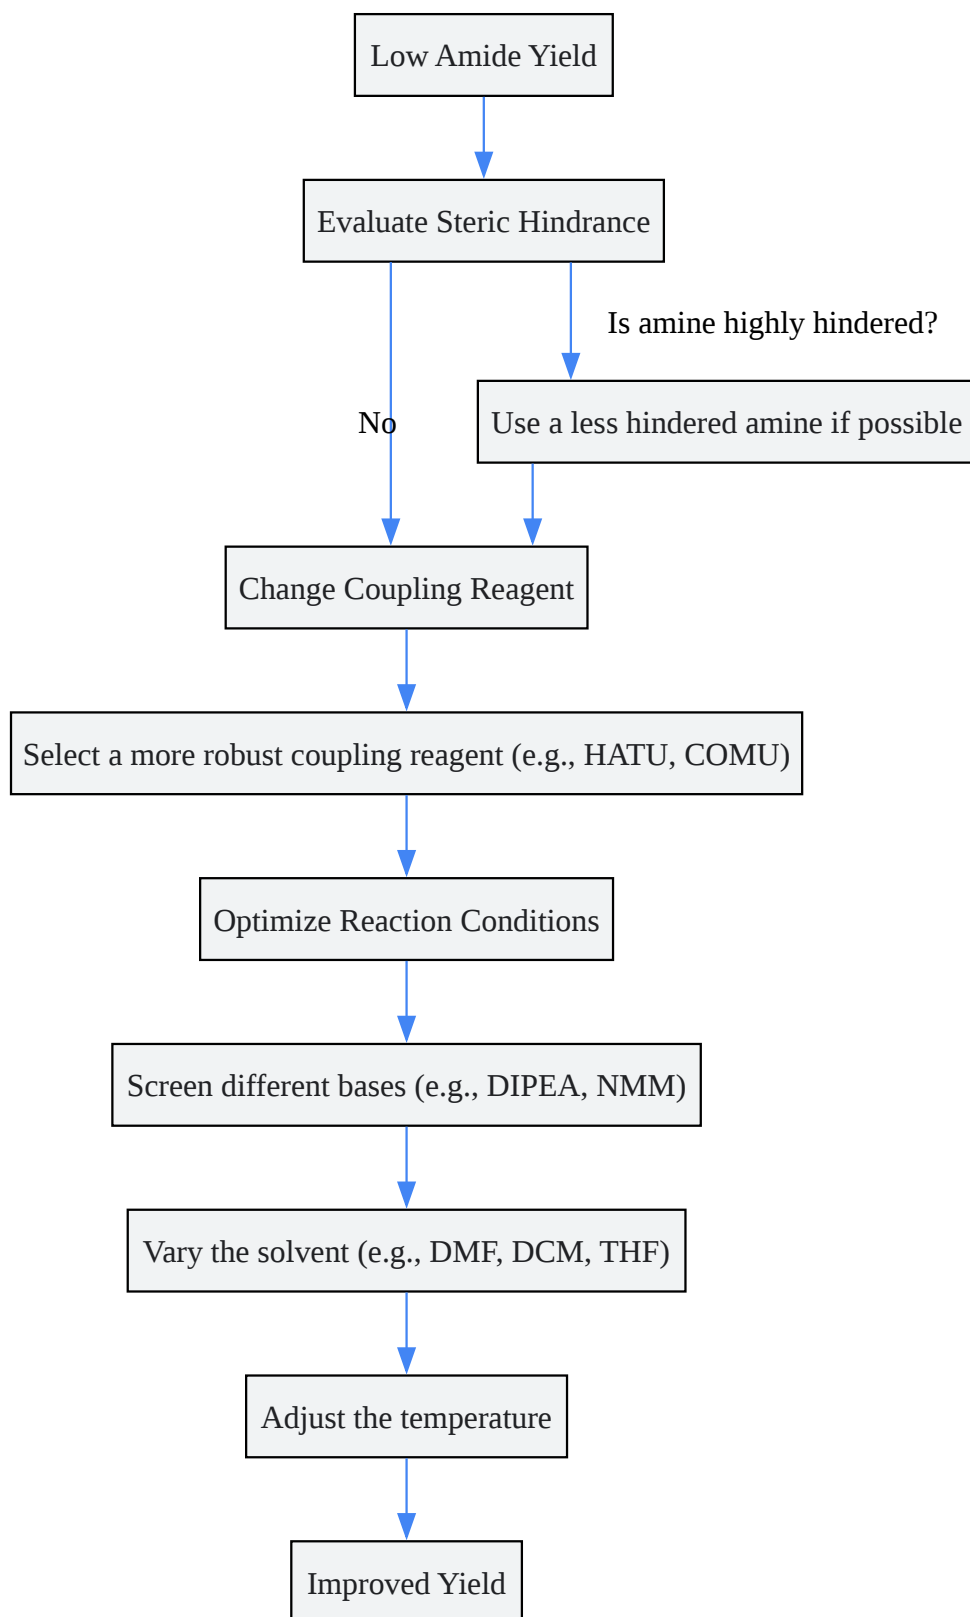 Low Amide Yield
Evaluate Steric Hindrance
Is amine highly hindered?
No
Use a less hindered amine if possible
Change Coupling Reagent
Select a more robust coupling reagent (e.g., HATU, COMU)
Optimize Reaction Conditions
Screen different bases (e.g., DIPEA, NMM)
Vary the solvent (e.g., DMF, DCM, THF)
Adjust the temperature
Improved Yield